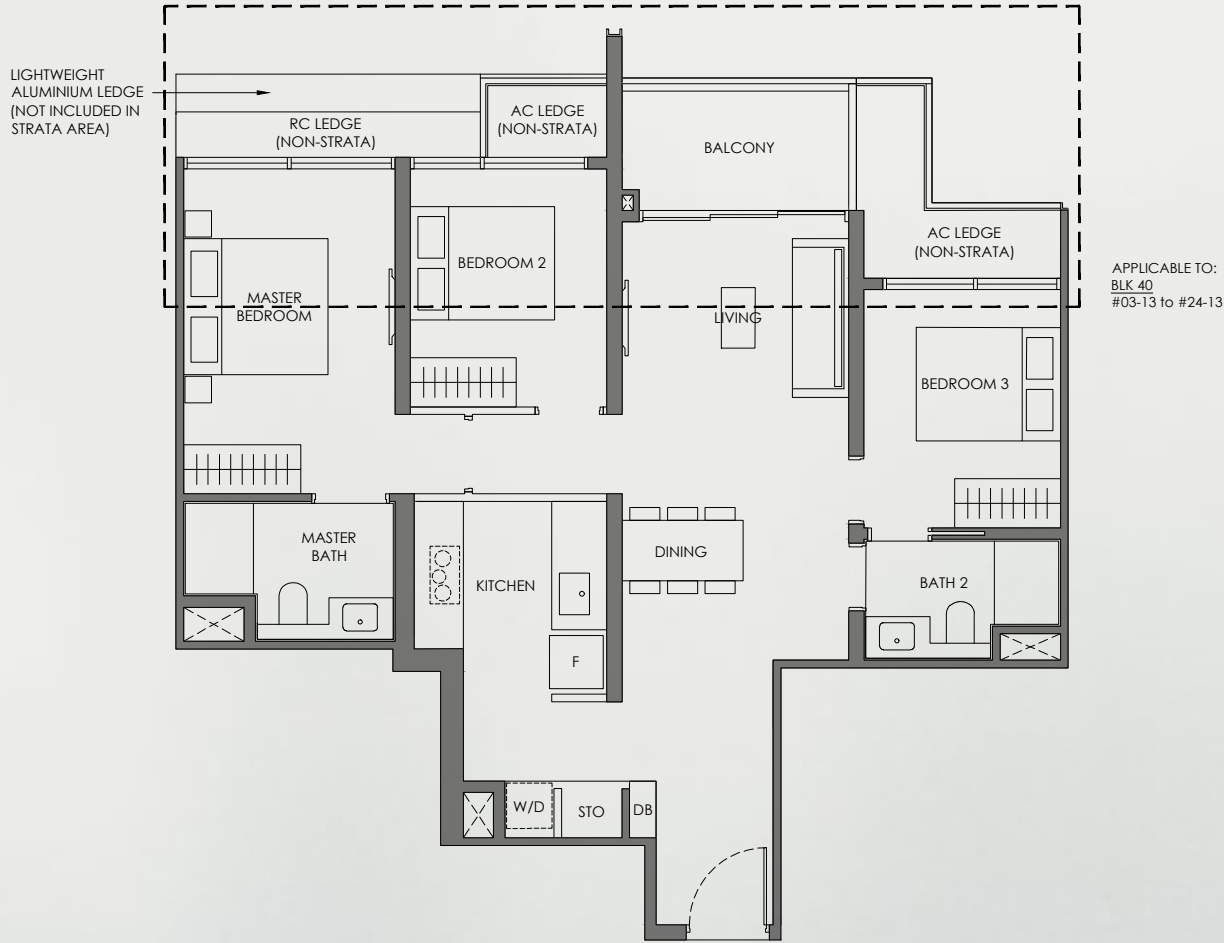 LIGHTWEIGHT
ALUMINIUM LEDGE
(NOT INCLUDED IN
STRATA AREA)
RC LEDGE
(NON-STRATA)
AC LEDGE
(NON-STRATA)
BALCONY
AC LEDGE
(NON-STRATA)
APPLICABLE TO:
BLK 40
#03-13 to #24-13
MASTER
BEDROOM
BEDROOM 2
LIVING
BEDROOM 3
MASTER
BATH
KITCHEN
DINING
BATH 2
F
W/D
STO
DB